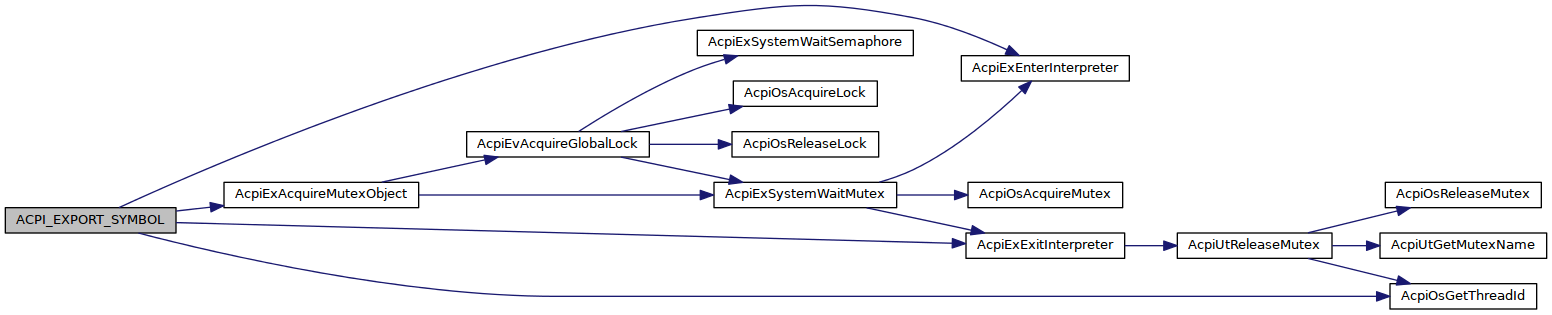 AcpiExSystemWaitSemaphore
AcpiExEnterInterpreter
AcpiOsAcquireLock
AcpiEvAcquireGlobalLock
AcpiOsReleaseLock
AcpiExAcquireMutexObject
AcpiExSystemWaitMutex
AcpiOsAcquireMutex
AcpiOsReleaseMutex
ACPI_EXPORT_SYMBOL
AcpiExExitInterpreter
AcpiUtReleaseMutex
AcpiUtGetMutexName
AcpiOsGetThreadId